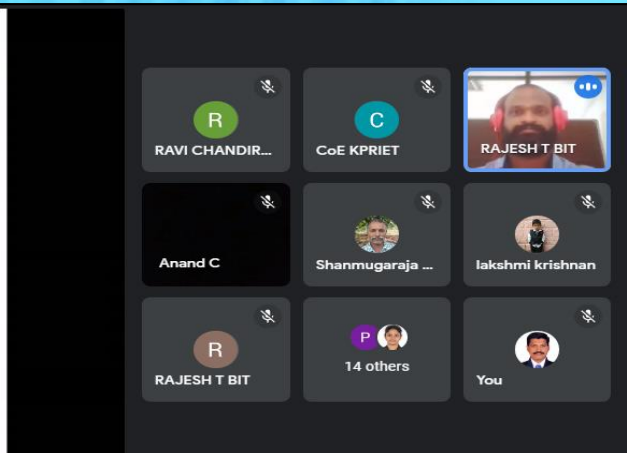 R
RAVI CHANDIR...
C
CoE KPRIET
RAJESH T BIT
Anand C
Shanmugaraja ...
lakshmi krishnan
R
RAJESH T BIT
P
14 others
You